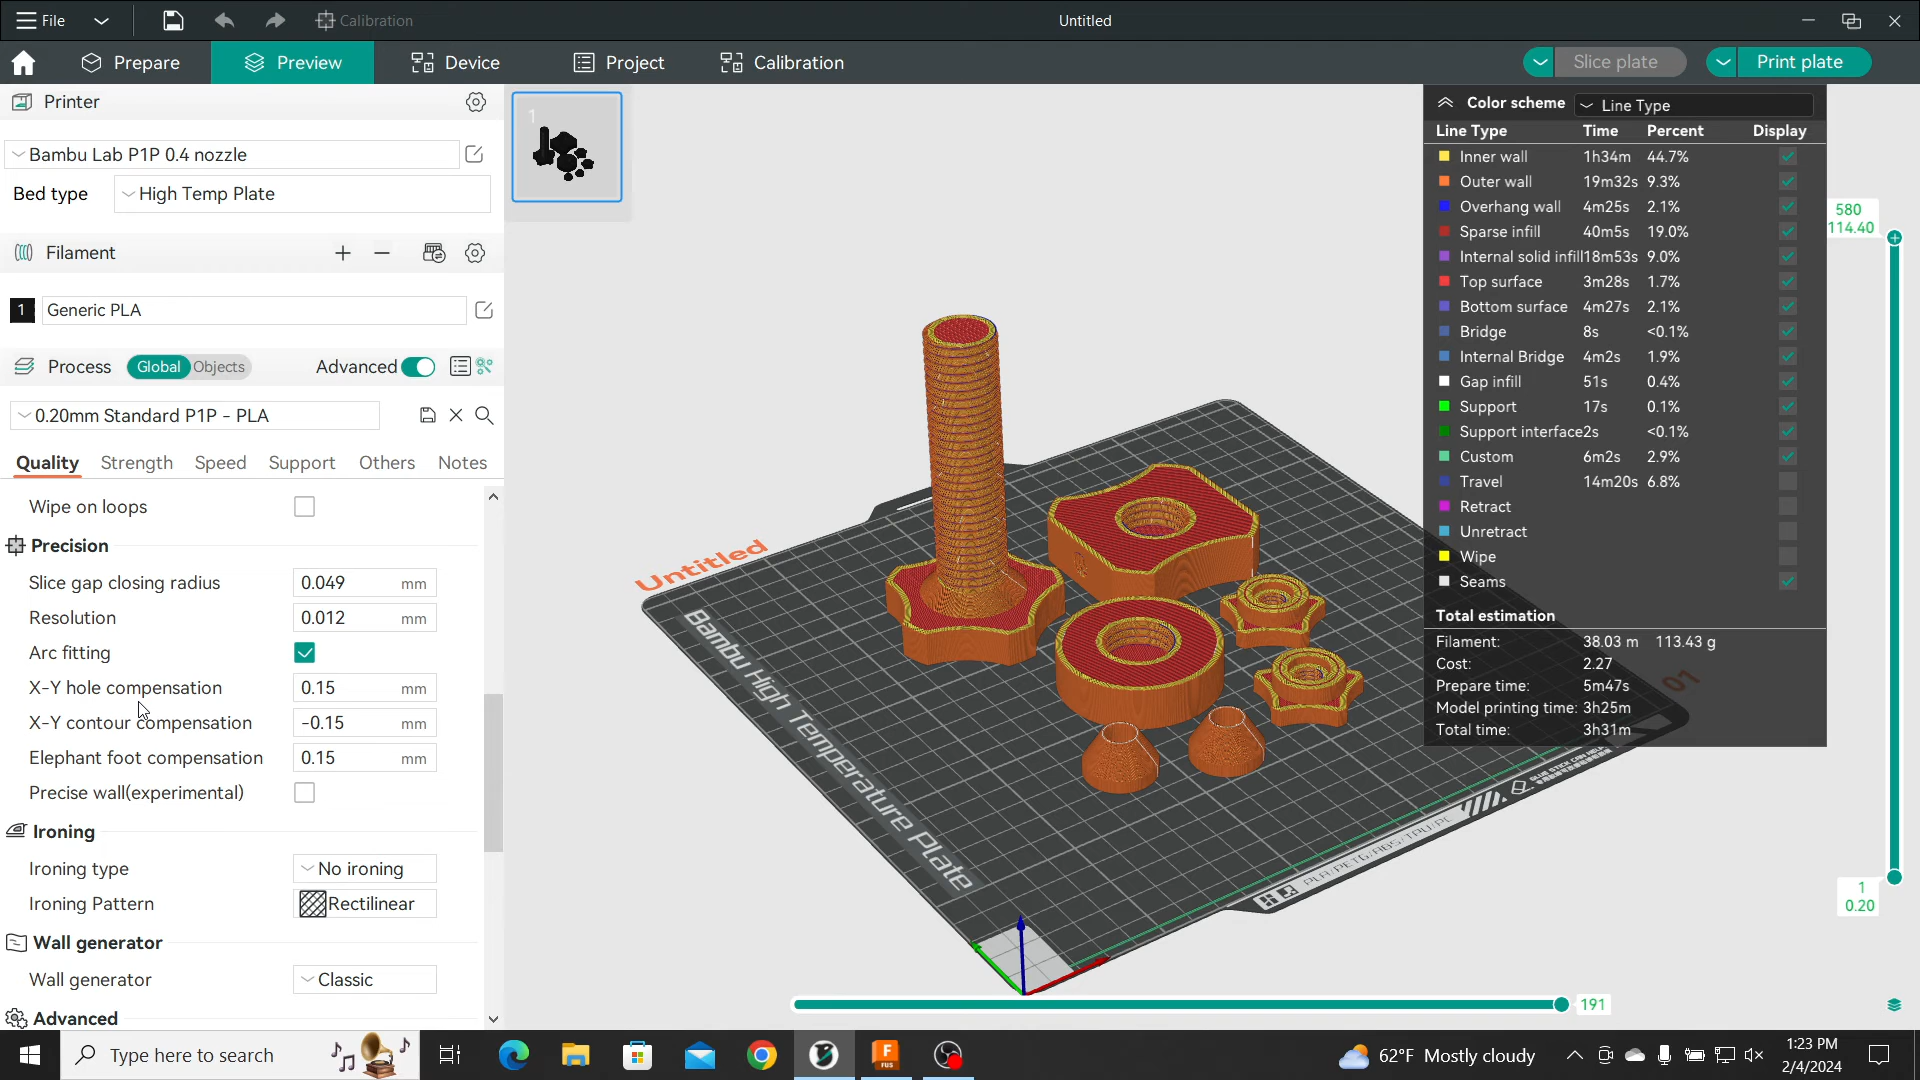 File
Calibration
Untitled
Prepare
Preview
Device
Project
Calibration
Slice plate
Print plate
Printer
Bambu Lab P1P 0.4 nozzle
Bed type
High Temp Plate
Filament
1 Generic PLA
Process Global Objects Advanced
0.20mm Standard P1P - PLA
Quality Strength Speed Support Others Notes
Wipe on loops
Precision
Slice gap closing radius 0.049 mm
Resolution 0.012 mm
Arc fitting
X-Y hole compensation 0.15 mm
X-Y contour compensation -0.15 mm
Elephant foot compensation 0.15 mm
Precise wall(experimental)
Ironing
Ironing type No ironing
Ironing Pattern Rectilinear
Wall generator
Wall generator Classic
Advanced
1
Untitled
Bambu High Temperature Plate
PLA/PETG/ABS/TPU/PC
01
Color scheme Line Type
Line Type Time Percent Display
Inner wall 1h34m 44.7%
Outer wall 19m32s 9.3%
Overhang wall 4m25s 2.1%
Sparse infill 40m5s 19.0%
Internal solid infill 18m53s 9.0%
Top surface 3m28s 1.7%
Bottom surface 4m27s 2.1%
Bridge 8s <0.1%
Internal Bridge 4m2s 1.9%
Gap infill 51s 0.4%
Support 17s 0.1%
Support interface 2s <0.1%
Custom 6m2s 2.9%
Travel 14m20s 6.8%
Retract
Unretract
Wipe
Seams
Total estimation
Filament: 38.03 m 113.43 g
Cost: 2.27
Prepare time: 5m47s
Model printing time: 3h25m
Total time: 3h31m
580
114.40
1
0.20
191
Type here to search
FUS
62°F Mostly cloudy
1:23 PM
2/4/2024